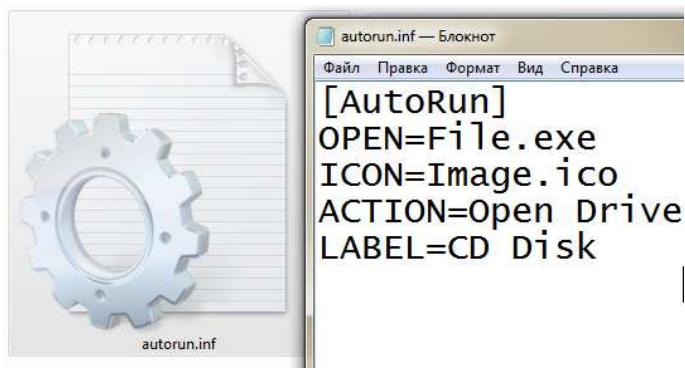 autorun.inf
autorun.inf — Блокнот
Файл Правка Формат Вид Справка
[AutoRun]
OPEN=File.exe
ICON=Image.ico
ACTION=Open Drive
LABEL=CD Disk